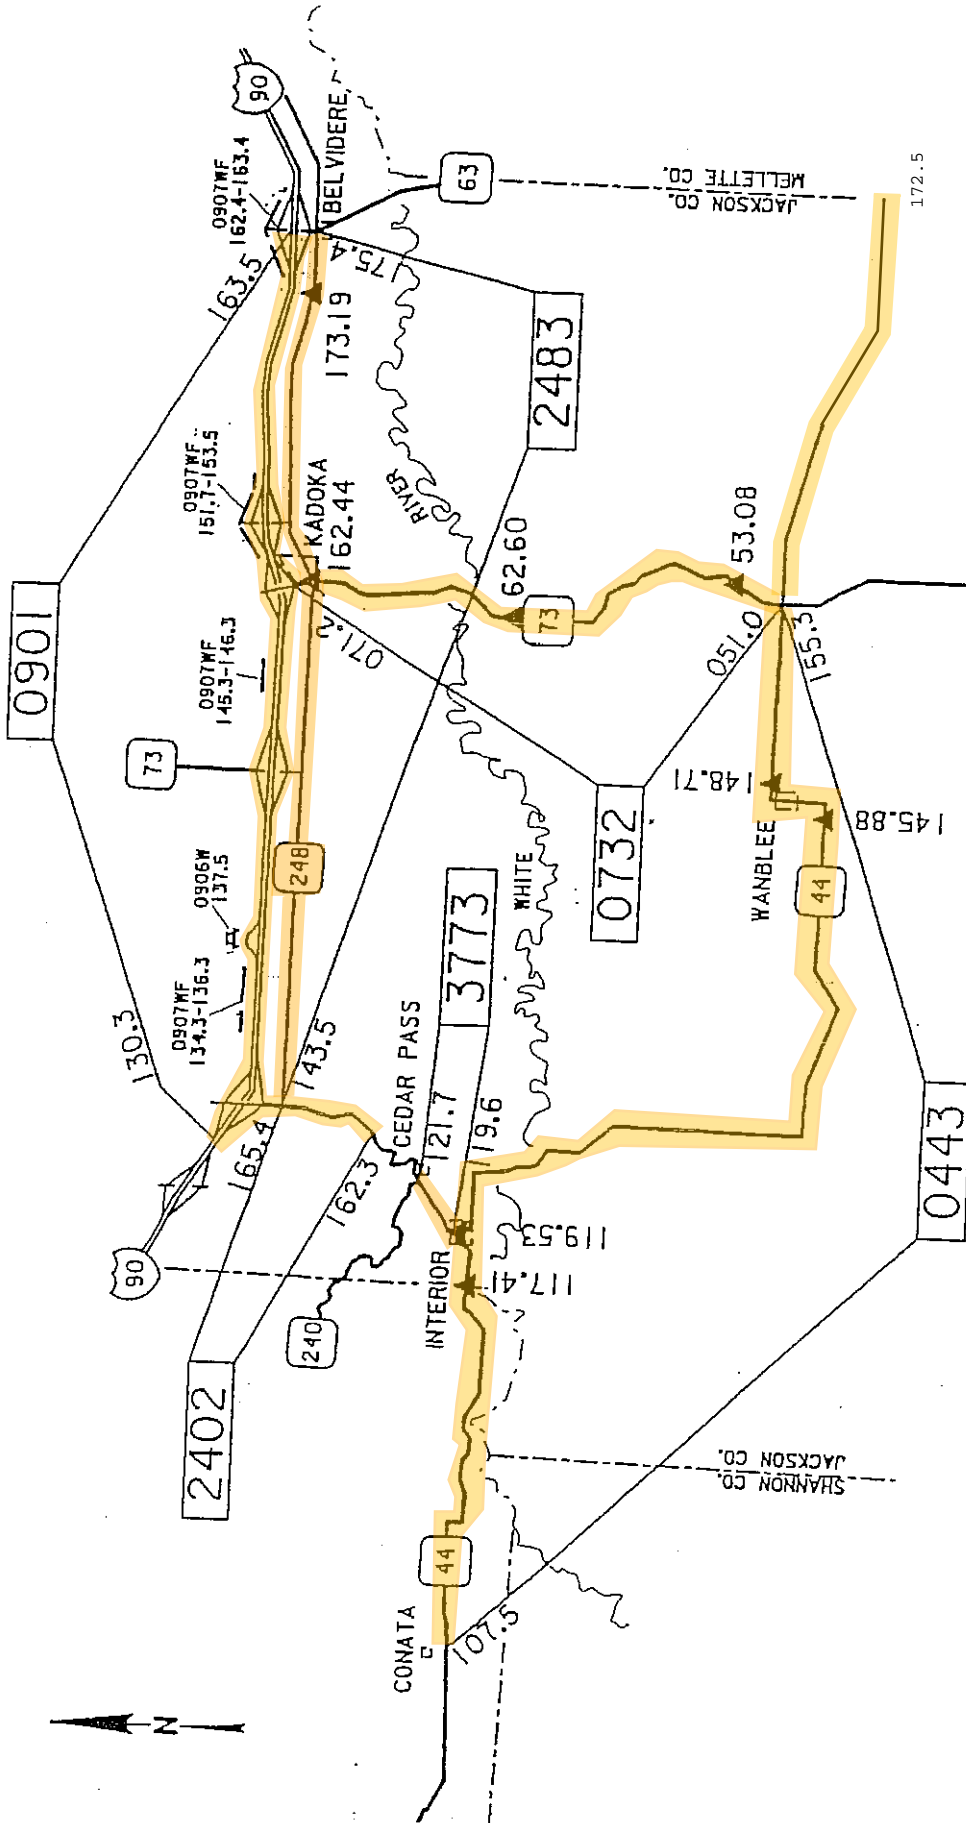 90
0907WF
162.4-163.4
163.5
BELVIDERE
175.4
63
MELLETTE CO.
JACKSON CO.
172.5
173.19
2483
0907WF
151.7-153.5
KADOKA
162.44
RIVER
62.60
53.08
0901
0907WF
145.3-146.3
071.2
73
051.0
155.3
73
148.71
0732
WANBLEE
145.88
248
0906W
137.5
44
WHITE
3773
0907WF
134.3-136.3
130.3
143.5
CEDAR PASS
121.7
119.6
165.4
162.3
0443
90
INTERIOR
119.53
117.41
240
2402
JACKSON CO.
SHANNON CO.
44
CONATA
107.5
N